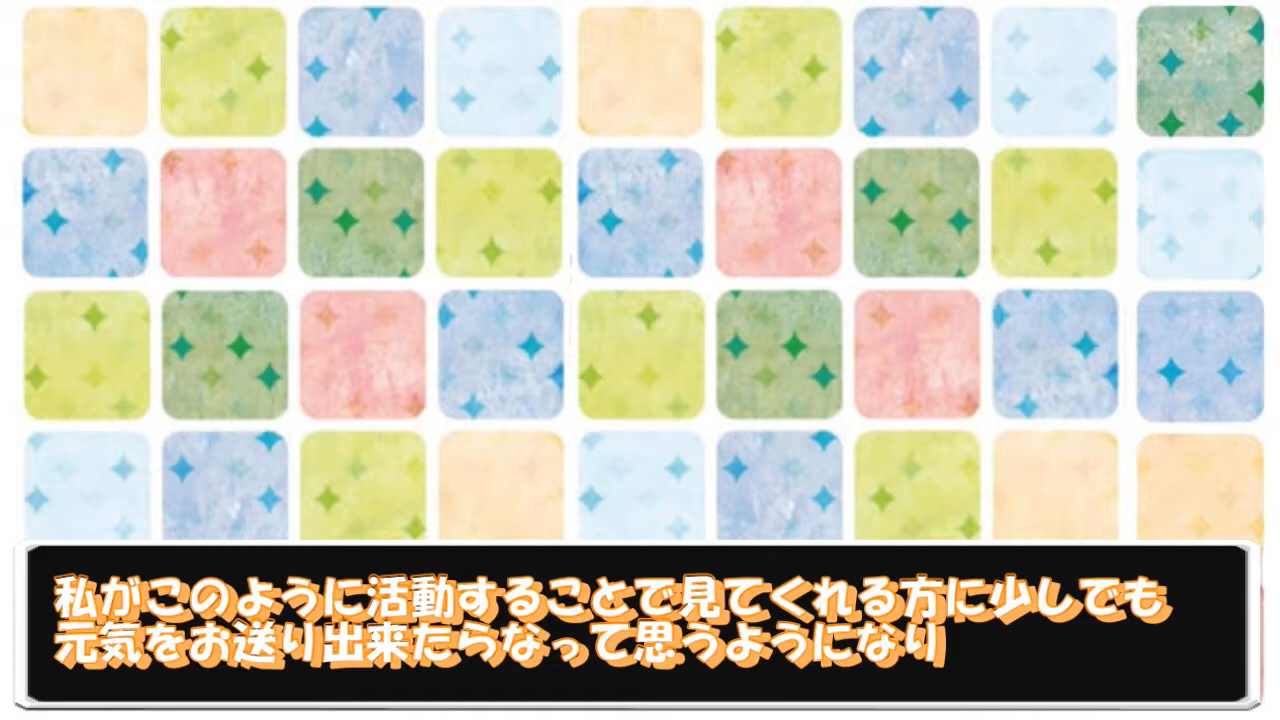 私がこのように活動することで見てくれる方に少しでも
元気をお送り出来たらなって思うようになり